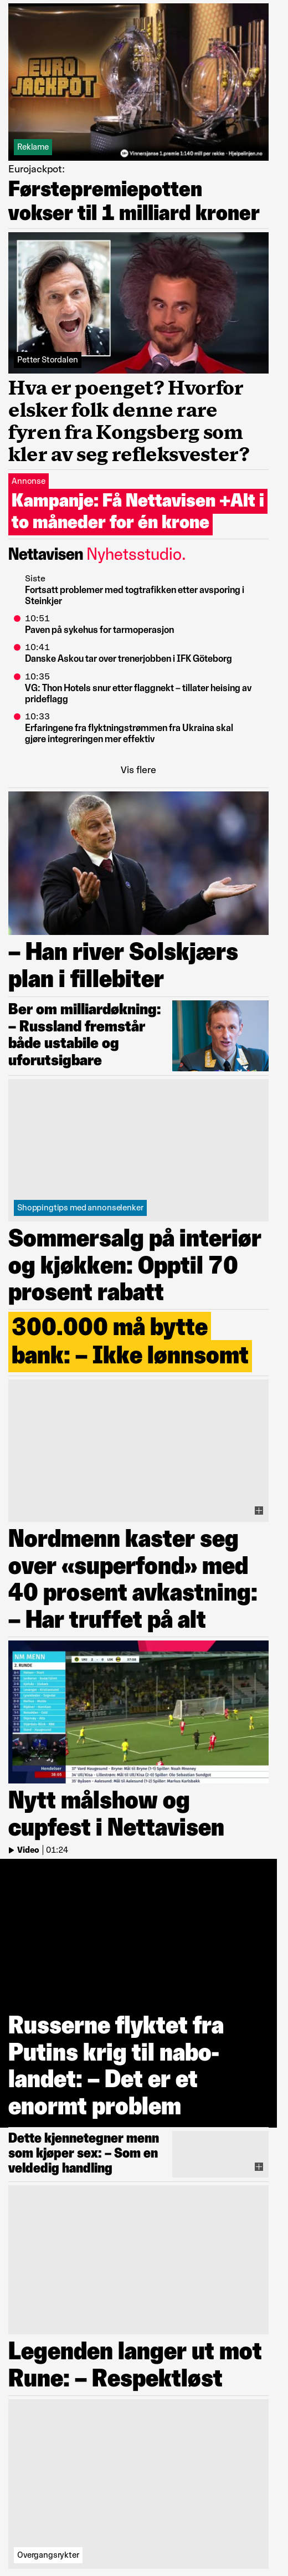 EURO
JACKPOT
Reklame
Vinnersjanse 1.premie 1:140 mill per rekke - Hjelpelinjen.no
Eurojackpot:
Førstepremiepotten
vokser til 1 milliard kroner
Petter Stordalen
Hva er poenget? Hvorfor
elsker folk denne rare
fyren fra Kongsberg som
kler av seg refleksvester?
Annonse
Kampanje: Få Nettavisen +Alt i
to måneder for én krone
Nettavisen Nyhetsstudio.
Siste
Fortsatt problemer med togtrafikken etter avsporing i
Steinkjer
10:51
Paven på sykehus for tarmoperasjon
10:41
Danske Askou tar over trenerjobben i IFK Göteborg
10:35
VG: Thon Hotels snur etter flaggnekt – tillater heising av
prideflagg
10:33
Erfaringene fra flyktningstrømmen fra Ukraina skal
gjøre integreringen mer effektiv
Vis flere
– Han river Solskjærs
plan i fillebiter
Ber om milliardøkning:
– Russland fremstår
både ustabile og
uforutsigbare
Shoppingtips med annonselenker
Sommersalg på interiør
og kjøkken: Opptil 70
prosent rabatt
300.000 må bytte
bank: – Ikke lønnsomt
Nordmenn kaster seg
over «superfond» med
40 prosent avkastning:
– Har truffet på alt
NM MENN
2. RUNDE
Hendelser
Nytt målshow og
cupfest i Nettavisen
Video | 01:24
Russerne flyktet fra
Putins krig til nabo-
landet: – Det er et
enormt problem
Dette kjennetegner menn
som kjøper sex: – Som en
veldedig handling
Legenden langer ut mot
Rune: – Respektløst
Overgangsrykter